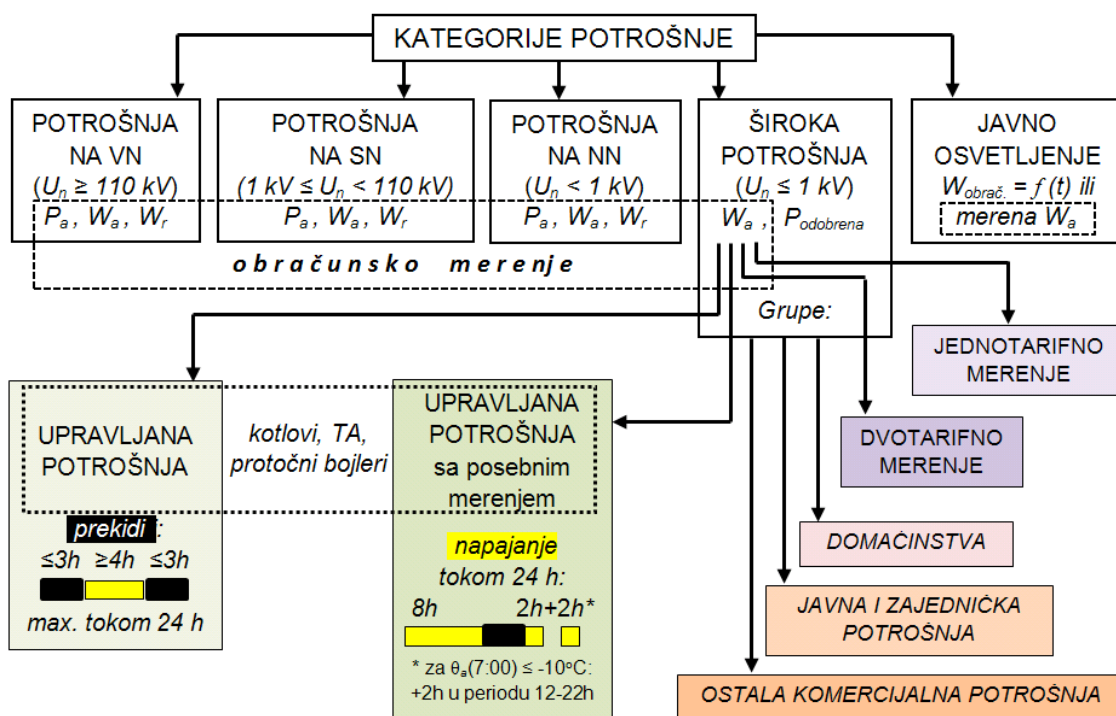 KATEGORIJE POTROŠNJE
POTROŠNJA
NA VN
(Un ≥ 110 kV)
Pa , Wa , Wr
POTROŠNJA
NA SN
(1 kV ≤ Un < 110 kV)
Pa , Wa , Wr
POTROŠNJA
NA NN
(Un < 1 kV)
Pa , Wa , Wr
ŠIROKA
POTROŠNJA
(Un ≤ 1 kV)
Wa , Podobrena
Grupe:
JAVNO
OSVETLJENJE
Wobrač. = f (t) ili
merena Wa
obračunsko merenje
JEDNOTARIFNO
MERENJE
DVOTARIFNO
MERENJE
DOMAĆINSTVA
JAVNA I ZAJEDNIČKA
POTROŠNJA
OSTALA KOMERCIJALNA POTROŠNJA
UPRAVLJANA
POTROŠNJA
prekidi :
≤3h ≥4h ≤3h
max. tokom 24 h
kotlovi, TA,
protočni bojleri
UPRAVLJANA
POTROŠNJA
sa posebnim
merenjem
napajanje
tokom 24 h:
8h 2h+2h*
* za θa(7:00) ≤ -10°C:
+2h u periodu 12-22h